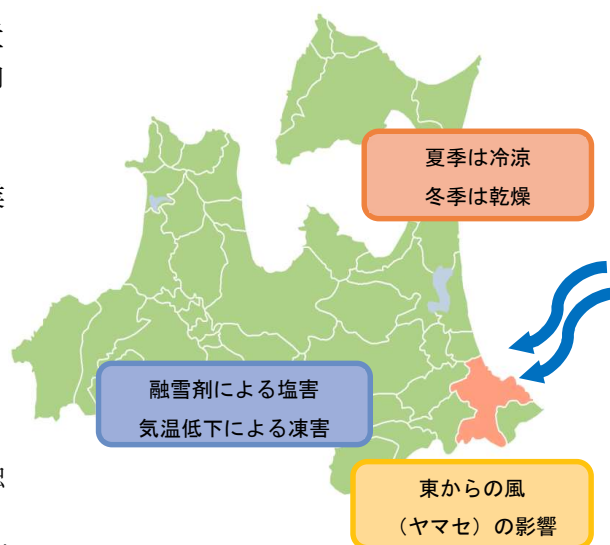 夏季は冷涼
冬季は乾燥
融雪剤による塩害
気温低下による凍害
東からの風
（ヤマセ）の影響